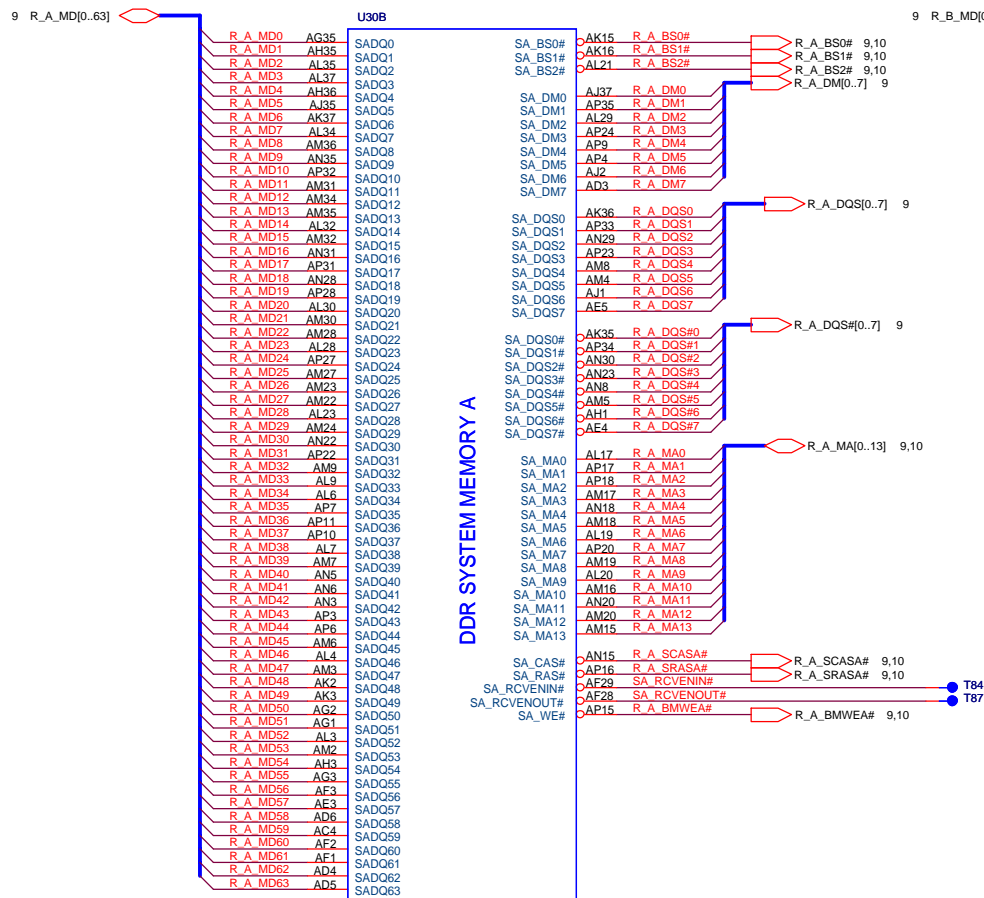 9 R_A_MD[0..63]
U30B
9 R_B_MD[0
R_A_MD0 AG35 SADQ0
R_A_MD1 AH35 SADQ1
R_A_MD2 AL35 SADQ2
R_A_MD3 AL37 SADQ3
R_A_MD4 AH36 SADQ4
R_A_MD5 AJ35 SADQ5
R_A_MD6 AK37 SADQ6
R_A_MD7 AL34 SADQ7
R_A_MD8 AM36 SADQ8
R_A_MD9 AN35 SADQ9
R_A_MD10 AP32 SADQ10
R_A_MD11 AM31 SADQ11
R_A_MD12 AM34 SADQ12
R_A_MD13 AM35 SADQ13
R_A_MD14 AL32 SADQ14
R_A_MD15 AM32 SADQ15
R_A_MD16 AN31 SADQ16
R_A_MD17 AP31 SADQ17
R_A_MD18 AN28 SADQ18
R_A_MD19 AP28 SADQ19
R_A_MD20 AL30 SADQ20
R_A_MD21 AM30 SADQ21
R_A_MD22 AM28 SADQ22
R_A_MD23 AL28 SADQ23
R_A_MD24 AP27 SADQ24
R_A_MD25 AM27 SADQ25
R_A_MD26 AM23 SADQ26
R_A_MD27 AM22 SADQ27
R_A_MD28 AL23 SADQ28
R_A_MD29 AM24 SADQ29
R_A_MD30 AN22 SADQ30
R_A_MD31 AP22 SADQ31
R_A_MD32 AM9 SADQ32
R_A_MD33 AL9 SADQ33
R_A_MD34 AL6 SADQ34
R_A_MD35 AP7 SADQ35
R_A_MD36 AP11 SADQ36
R_A_MD37 AP10 SADQ37
R_A_MD38 AL7 SADQ38
R_A_MD39 AM7 SADQ39
R_A_MD40 AN5 SADQ40
R_A_MD41 AN6 SADQ41
R_A_MD42 AN3 SADQ42
R_A_MD43 AP3 SADQ43
R_A_MD44 AP6 SADQ44
R_A_MD45 AM6 SADQ45
R_A_MD46 AL4 SADQ46
R_A_MD47 AM3 SADQ47
R_A_MD48 AK2 SADQ48
R_A_MD49 AK3 SADQ49
R_A_MD50 AG2 SADQ50
R_A_MD51 AG1 SADQ51
R_A_MD52 AL3 SADQ52
R_A_MD53 AM2 SADQ53
R_A_MD54 AH3 SADQ54
R_A_MD55 AG3 SADQ55
R_A_MD56 AF3 SADQ56
R_A_MD57 AE3 SADQ57
R_A_MD58 AD6 SADQ58
R_A_MD59 AC4 SADQ59
R_A_MD60 AF2 SADQ60
R_A_MD61 AF1 SADQ61
R_A_MD62 AD4 SADQ62
R_A_MD63 AD5 SADQ63
DDR SYSTEM MEMORY A
SA_BS0# AK15 R_A_BS0# R_A_BS0# 9,10
SA_BS1# AK16 R_A_BS1# R_A_BS1# 9,10
SA_BS2# AL21 R_A_BS2# R_A_BS2# 9,10
R_A_DM[0..7] 9
SA_DM0 AJ37 R_A_DM0
SA_DM1 AP35 R_A_DM1
SA_DM2 AL29 R_A_DM2
SA_DM3 AP24 R_A_DM3
SA_DM4 AP9 R_A_DM4
SA_DM5 AP4 R_A_DM5
SA_DM6 AJ2 R_A_DM6
SA_DM7 AD3 R_A_DM7
R_A_DQS[0..7] 9
SA_DQS0 AK36 R_A_DQS0
SA_DQS1 AP33 R_A_DQS1
SA_DQS2 AN29 R_A_DQS2
SA_DQS3 AP23 R_A_DQS3
SA_DQS4 AM8 R_A_DQS4
SA_DQS5 AM4 R_A_DQS5
SA_DQS6 AJ1 R_A_DQS6
SA_DQS7 AE5 R_A_DQS7
R_A_DQS#[0..7] 9
SA_DQS0# AK35 R_A_DQS#0
SA_DQS1# AP34 R_A_DQS#1
SA_DQS2# AN30 R_A_DQS#2
SA_DQS3# AN23 R_A_DQS#3
SA_DQS4# AN8 R_A_DQS#4
SA_DQS5# AM5 R_A_DQS#5
SA_DQS6# AH1 R_A_DQS#6
SA_DQS7# AE4 R_A_DQS#7
R_A_MA[0..13] 9,10
SA_MA0 AL17 R_A_MA0
SA_MA1 AP17 R_A_MA1
SA_MA2 AP18 R_A_MA2
SA_MA3 AM17 R_A_MA3
SA_MA4 AN18 R_A_MA4
SA_MA5 AM18 R_A_MA5
SA_MA6 AL19 R_A_MA6
SA_MA7 AP20 R_A_MA7
SA_MA8 AM19 R_A_MA8
SA_MA9 AL20 R_A_MA9
SA_MA10 AM16 R_A_MA10
SA_MA11 AN20 R_A_MA11
SA_MA12 AM20 R_A_MA12
SA_MA13 AM15 R_A_MA13
SA_CAS# AN15 R_A_SCASA# R_A_SCASA# 9,10
SA_RAS# AP16 R_A_SRASA# R_A_SRASA# 9,10
SA_RCVENIN# AF29 SA_RCVENIN# T84
SA_RCVENOUT# AF28 SA_RCVENOUT# T87
SA_WE# AP15 R_A_BMWEA# R_A_BMWEA# 9,10